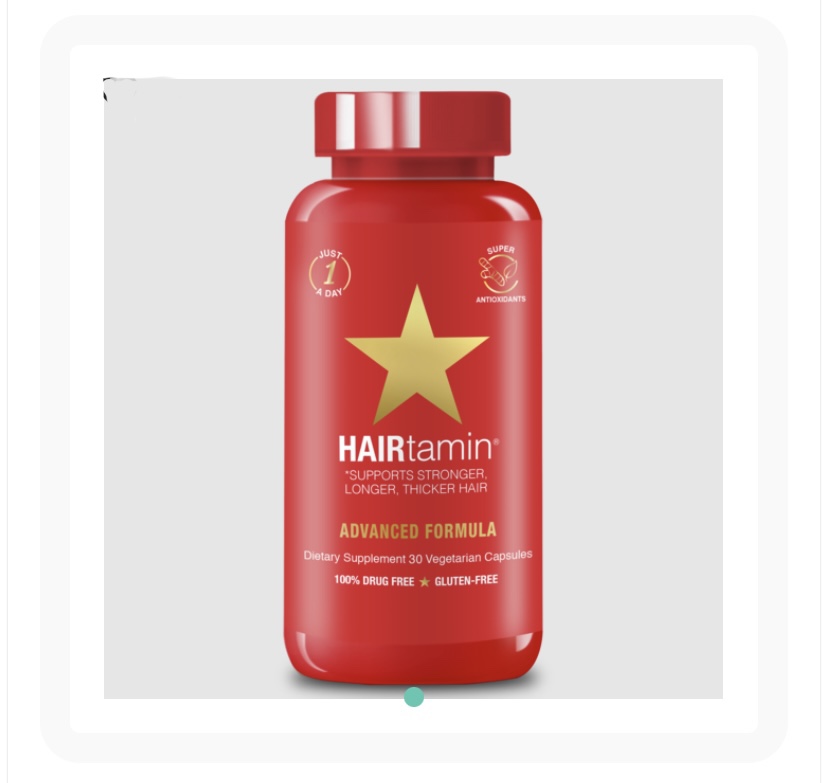 JUST
1
A DAY
SUPER
ANTIOXIDANTS
HAIRtamin®
*SUPPORTS STRONGER,
LONGER, THICKER HAIR
ADVANCED FORMULA
Dietary Supplement 30 Vegetarian Capsules
100% DRUG FREE ★ GLUTEN-FREE